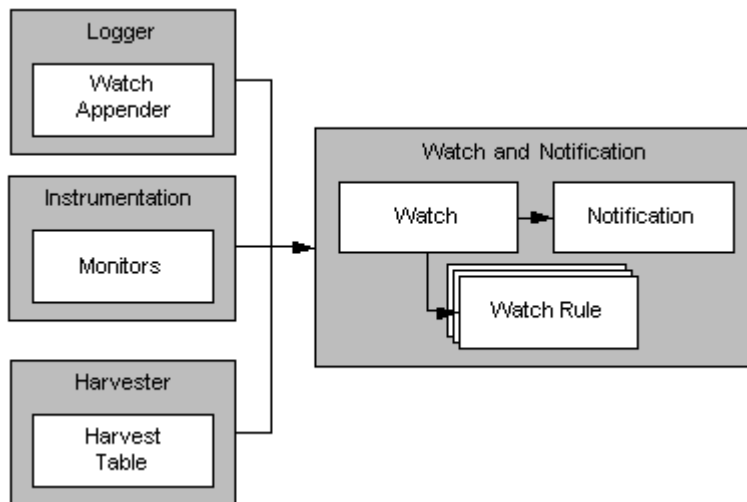 Logger
Watch
Appender
Instrumentation
Monitors
Harvester
Harvest
Table
Watch and Notification
Watch
Notification
Watch Rule